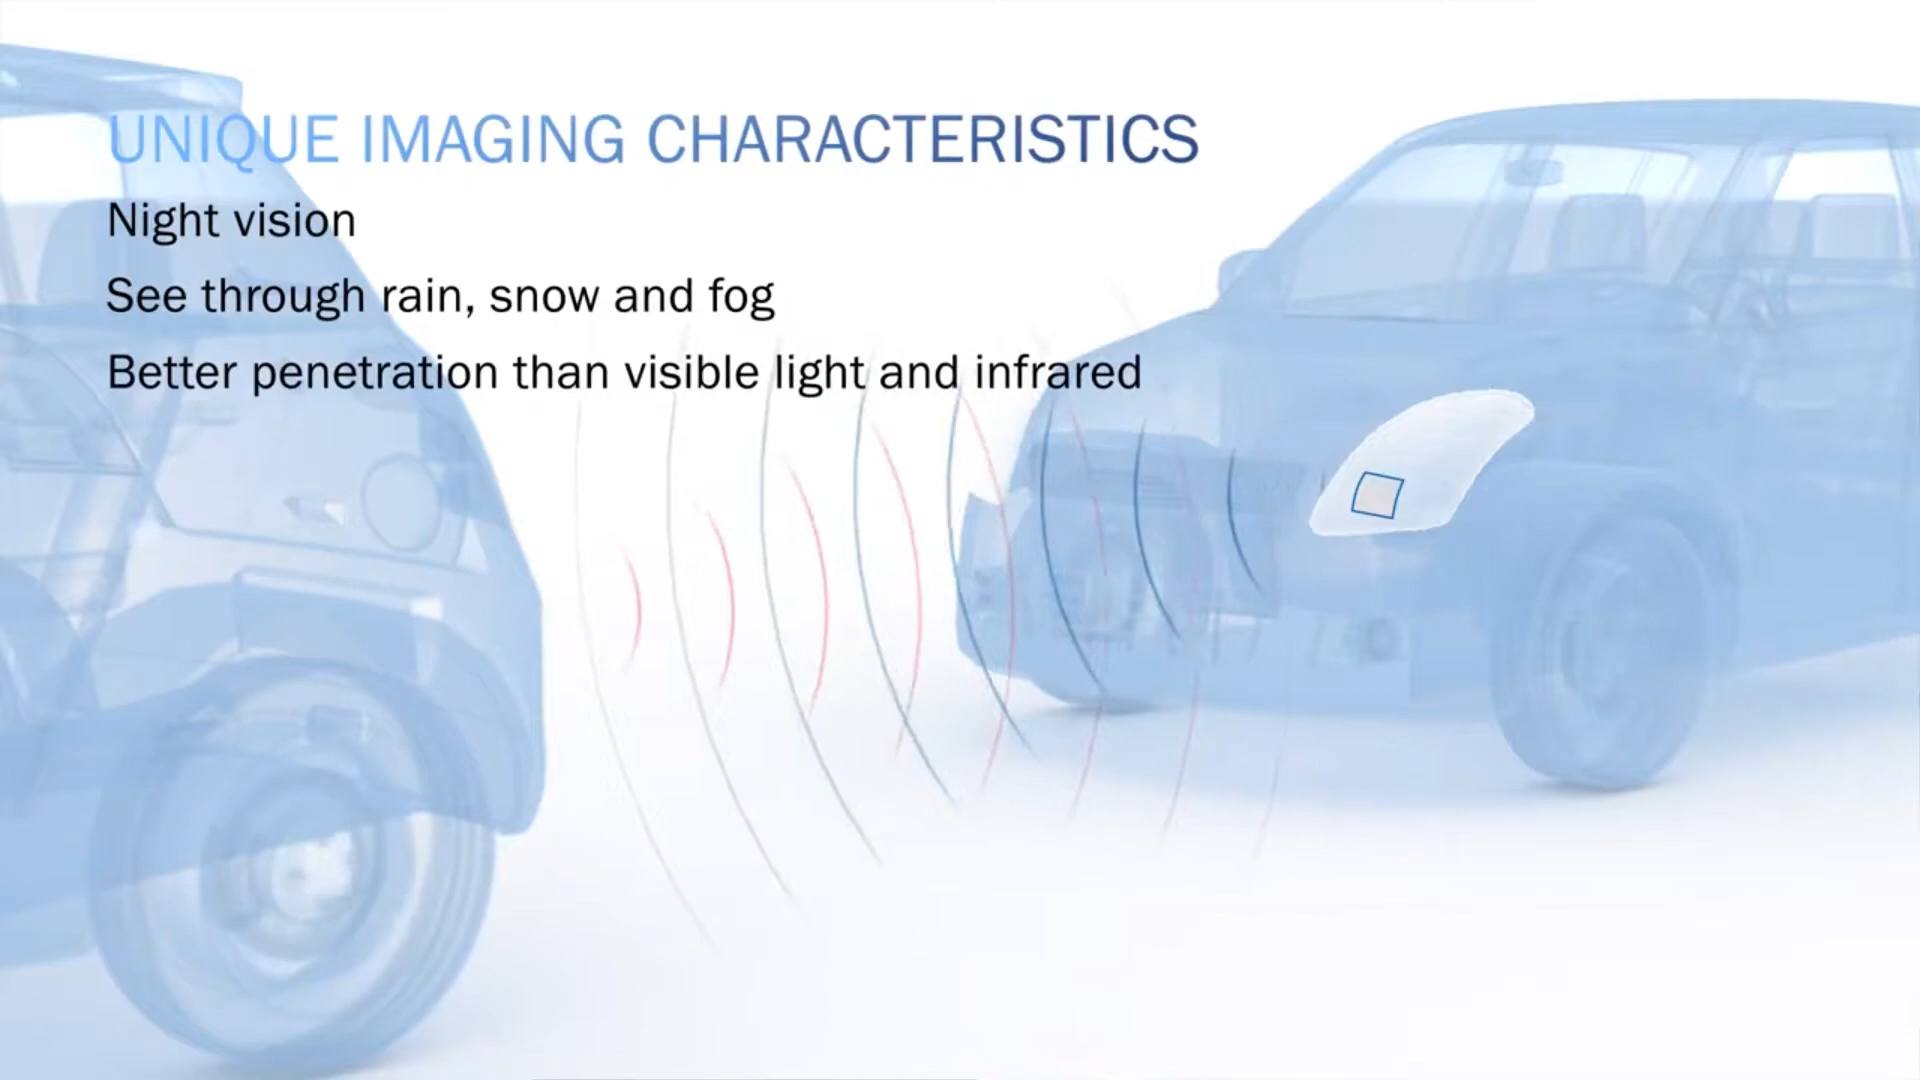 UNIQUE IMAGING CHARACTERISTICS
Night vision
See through rain, snow and fog
Better penetration than visible light and infrared